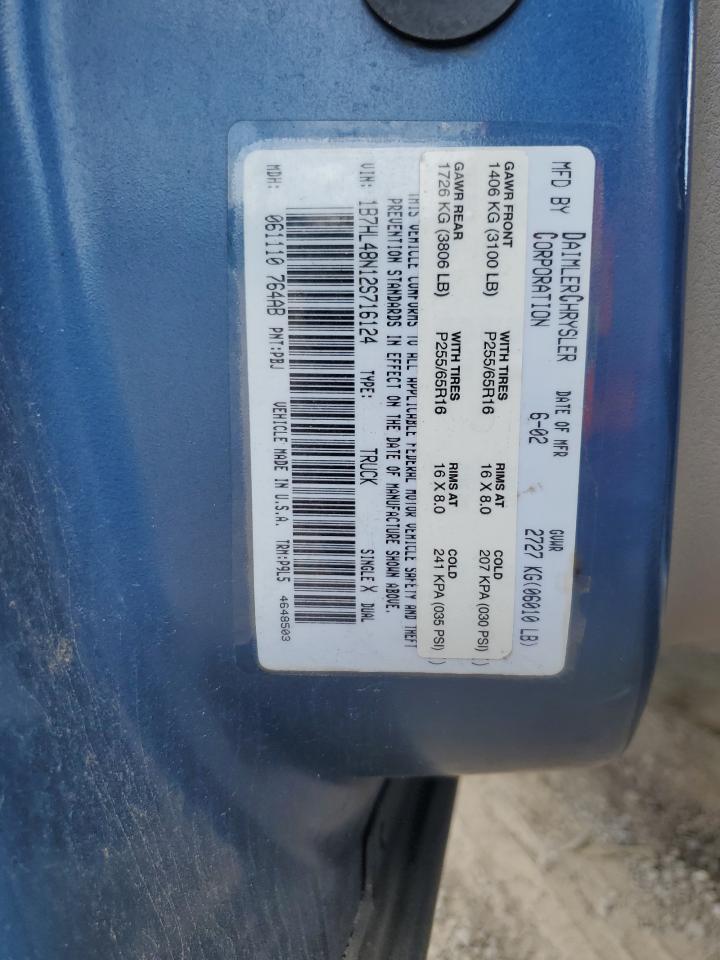 MFD BY DAIMLERCHRYSLER CORPORATION
DATE OF MFR 6-02
GVWR 2727 KG(06010 LB)
GAWR FRONT WITH TIRES RIMS AT COLD
1406 KG (3100 LB) P255/65R16 16 X 8.0 207 KPA (030 PSI)
GAWR REAR WITH TIRES RIMS AT COLD
1726 KG (3806 LB) P255/65R16 16 X 8.0 241 KPA (035 PSI)
THIS VEHICLE CONFORMS TO ALL APPLICABLE FEDERAL MOTOR VEHICLE SAFETY AND THEFT
PREVENTION STANDARDS IN EFFECT ON THE DATE OF MANUFACTURE SHOWN ABOVE.
VIN: 1B7HL48N12S716124 TYPE: TRUCK SINGLE X DUAL
MDH: 061110 764AB PNT:PBJ VEHICLE MADE IN U.S.A. TRM:P9L5 4648503